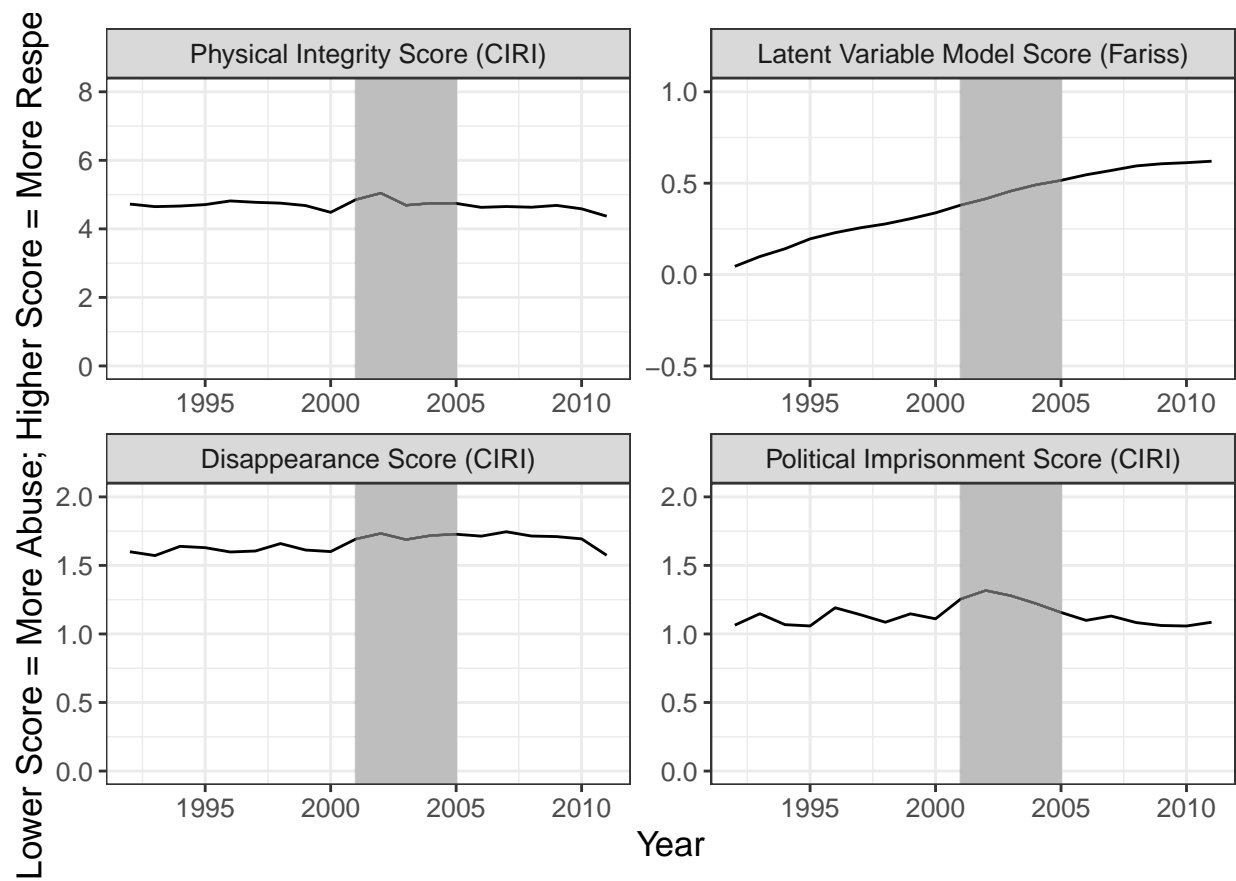 Lower Score = More Abuse; Higher Score = More Respe
Physical Integrity Score (CIRI)
8
6
4
2
0
1995 2000 2005 2010
Latent Variable Model Score (Fariss)
1.0
0.5
0.0
−0.5
1995 2000 2005 2010
Disappearance Score (CIRI)
2.0
1.5
1.0
0.5
0.0
1995 2000 2005 2010
Political Imprisonment Score (CIRI)
2.0
1.5
1.0
0.5
0.0
1995 2000 2005 2010
Year